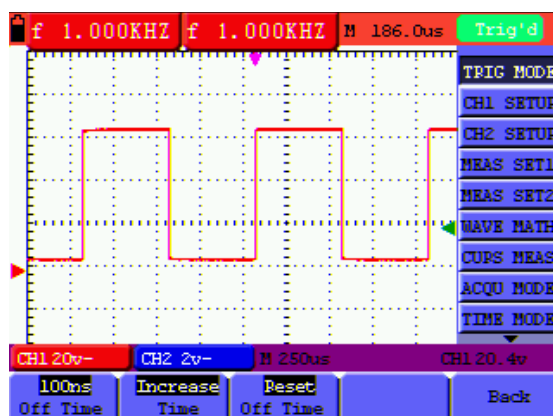 f 1.000KHZ f 1.000KHZ M 186.0us Trig'd
TRIG MODE
CH1 SETUP
CH2 SETUP
MEAS SET1
MEAS SET2
WAVE MATH
CURS MEAS
ACQU MODE
TIME MODE
CH1 20v- CH2 2v- M 250us CH1 20.4v
100ns Increase Reset
Off Time Time Off Time Back